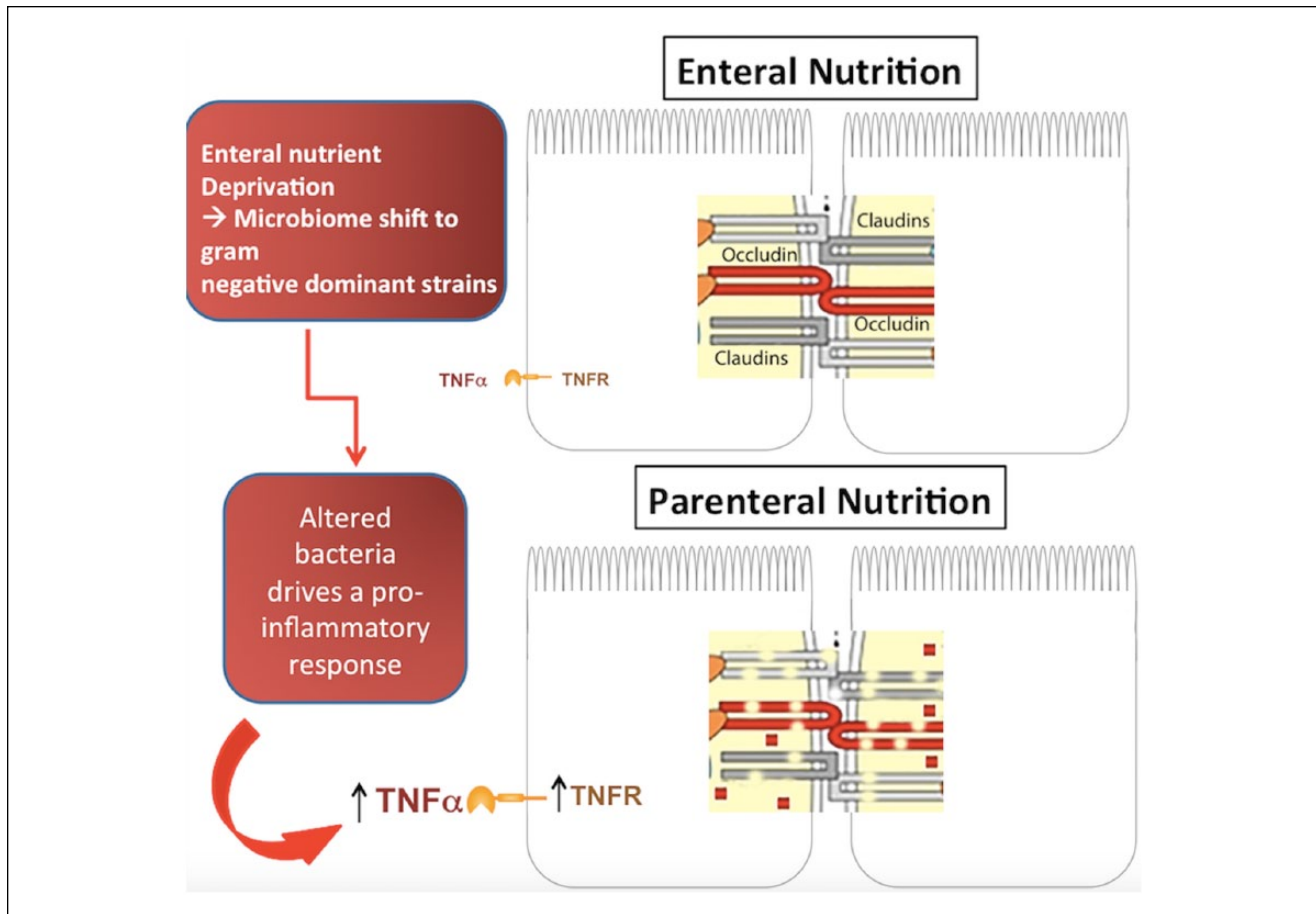 Enteral Nutrition
Enteral nutrient
Deprivation
→ Microbiome shift to
gram
negative dominant strains
Claudins
Occludin
Occludin
Claudins
TNFα TNFR
Parenteral Nutrition
Altered
bacteria
drives a pro-
inflammatory
response
↑ TNFα ↑ TNFR